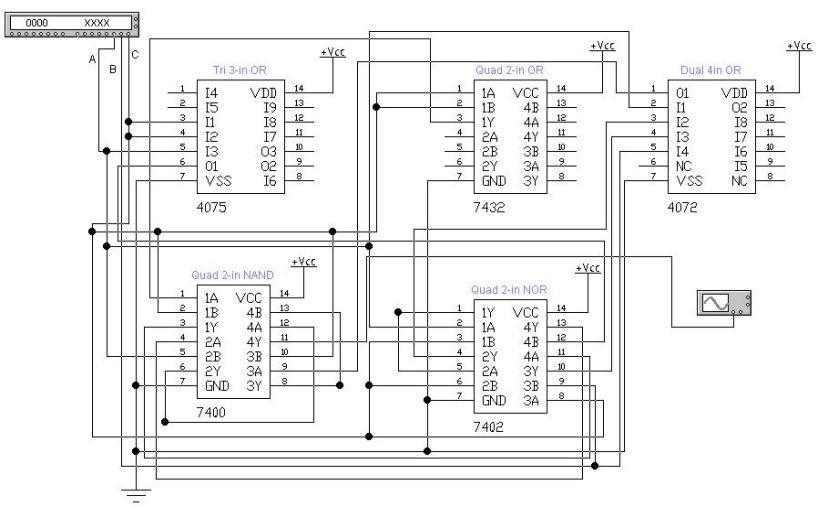 0000 XXXX
A
B
C
Tri 3-in OR
+Vcc
1 I4 VDD 14
2 I5 I9 13
3 I1 I8 12
4 I2 I7 11
5 I3 O3 10
6 O1 O2 9
7 VSS I6 8
4075
Quad 2-in OR
+Vcc
1 1A VCC 14
2 1B 4B 13
3 1Y 4A 12
4 2A 4Y 11
5 2B 3B 10
6 2Y 3A 9
7 GND 3Y 8
7432
Dual 4in OR
+Vcc
1 O1 VDD 14
2 I1 O2 13
3 I2 I8 12
4 I3 I7 11
5 I4 I6 10
6 NC I5 9
7 VSS NC 8
4072
Quad 2-in NAND
+Vcc
1 1A VCC 14
2 1B 4B 13
3 1Y 4A 12
4 2A 4Y 11
5 2B 3B 10
6 2Y 3A 9
7 GND 3Y 8
7400
Quad 2-in NOR
+Vcc
1 1Y VCC 14
2 1A 4Y 13
3 1B 4B 12
4 2Y 4A 11
5 2A 3Y 10
6 2B 3B 9
7 GND 3A 8
7402